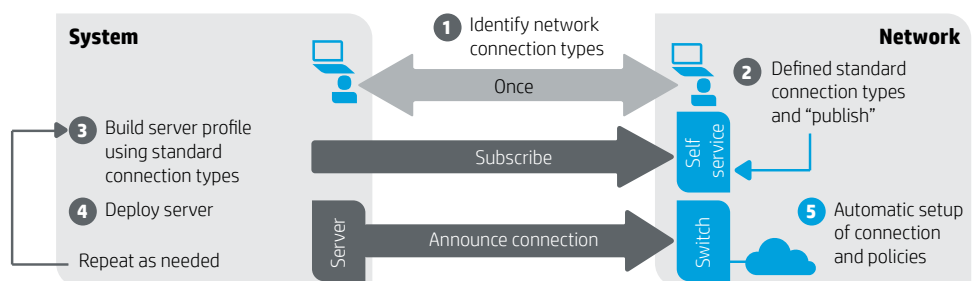 System
1 Identify network
connection types
Network
Once
2 Defined standard
connection types
and “publish”
3 Build server profile
using standard
connection types
Subscribe
Self
service
4 Deploy server
Repeat as needed
Server
Announce connection
Switch
5 Automatic setup
of connection
and policies